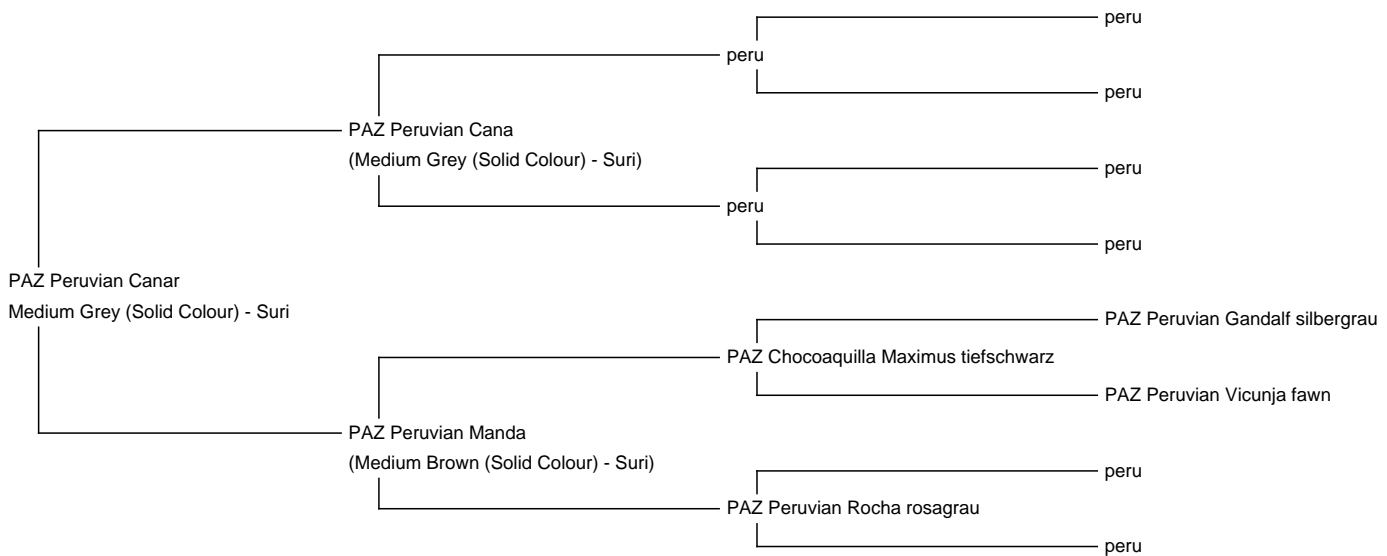 peru
peru
peru
PAZ Peruvian Cana
(Medium Grey (Solid Colour) - Suri)
peru
peru
peru
PAZ Peruvian Canar
Medium Grey (Solid Colour) - Suri
PAZ Peruvian Gandalf silbergrau
PAZ Chocoaquilla Maximus tiefschwarz
PAZ Peruvian Vicunja fawn
PAZ Peruvian Manda
(Medium Brown (Solid Colour) - Suri)
peru
PAZ Peruvian Rocha rosagrau
peru